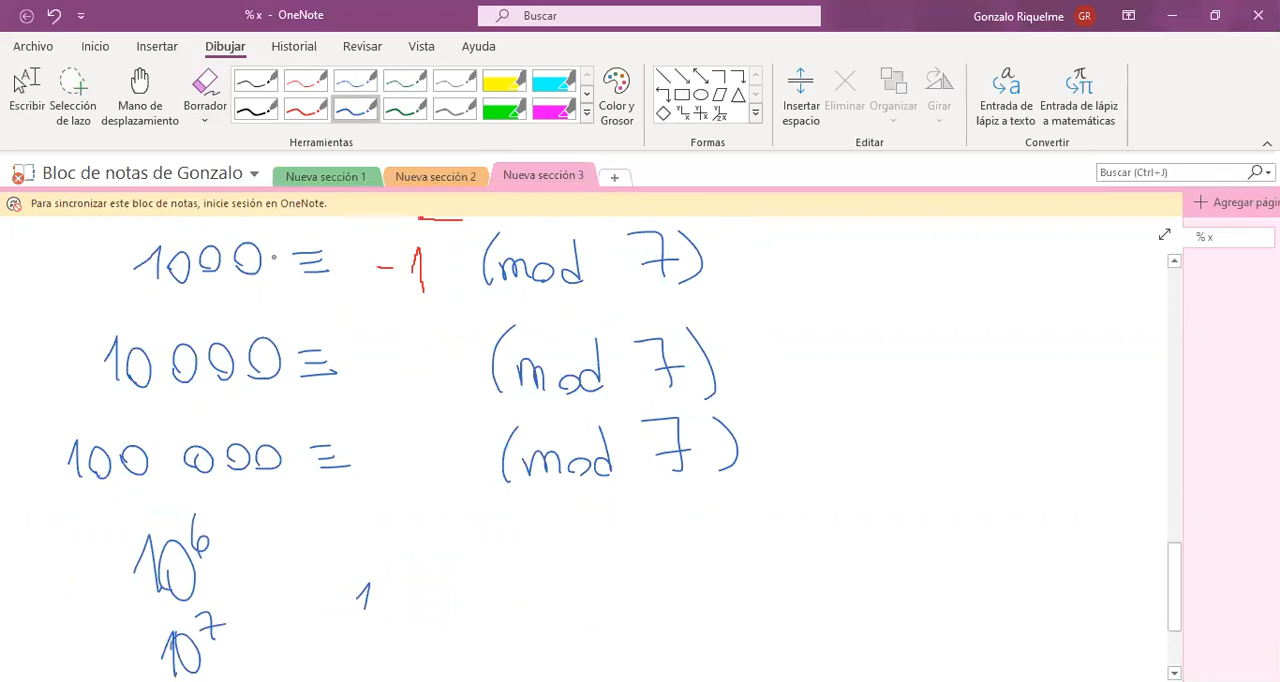 % x - OneNote
Buscar
Gonzalo Riquelme
GR
Archivo Inicio Insertar Dibujar Historial Revisar Vista Ayuda
Escribir
Selección de lazo
Mano de desplazamiento
Borrador
Color y Grosor
Insertar espacio
Eliminar
Organizar
Girar
Entrada de lápiz a texto
Entrada de lápiz a matemáticas
Herramientas
Formas
Editar
Convertir
Bloc de notas de Gonzalo
Nueva sección 1
Nueva sección 2
Nueva sección 3
Buscar (Ctrl+J)
Para sincronizar este bloc de notas, inicie sesión en OneNote.
Agregar págin
% x
1000 ≡ -1 (mod 7)
10 000 ≡ (mod 7)
100 000 ≡ (mod 7)
10^6
1
10^7